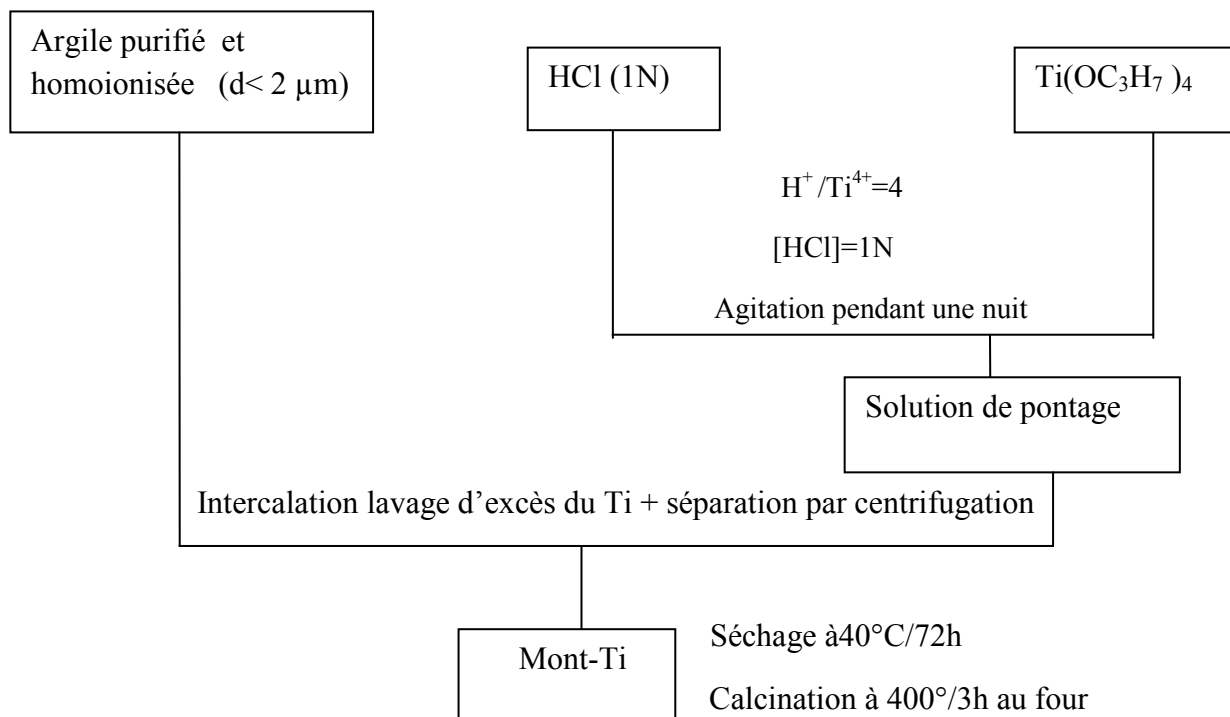 Argile purifié et
homoionisée (d< 2 µm)
HCl (1N)
Ti(OC₃H₇ )₄
H⁺ /Ti⁴⁺=4
[HCl]=1N
Agitation pendant une nuit
Solution de pontage
Intercalation lavage d’excès du Ti + séparation par centrifugation
Mont-Ti
Séchage à40°C/72h
Calcination à 400°/3h au four